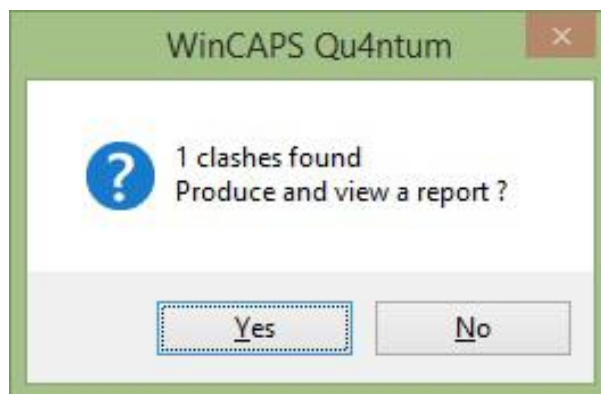 WinCAPS Qu4ntum
1 clashes found
Produce and view a report ?
Yes
No